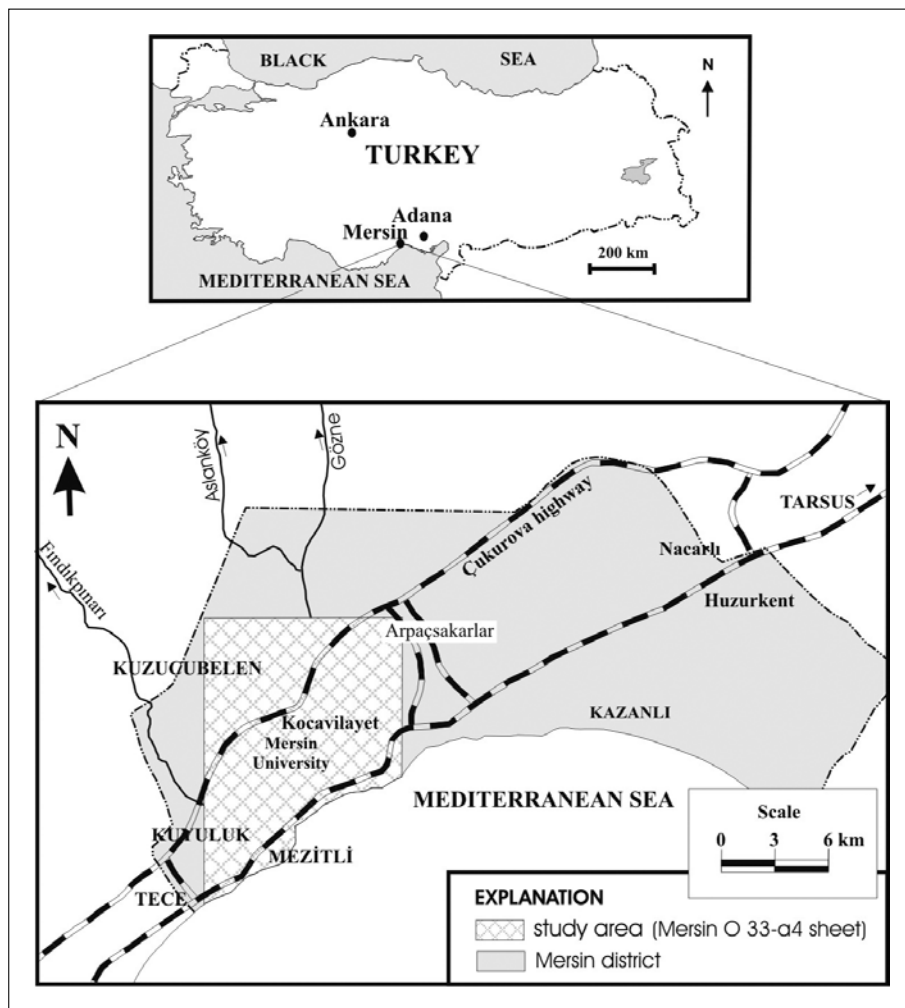 BLACK SEA
N
Ankara
TURKEY
Adana
Mersin
200 km
MEDITERRANEAN SEA
N
Aslanköy
Gözne
Çukurova highway
TARSUS
Nacarlı
Fındıkpınarı
Huzurkent
Arpaçsakarlar
KUZUCUBELEN
Kocavilayet
KAZANLI
Mersin
University
MEDITERRANEAN SEA
Scale
0 3 6 km
KUYULUK
MEZİTLİ
TECE
EXPLANATION
study area (Mersin O 33-a4 sheet)
Mersin district